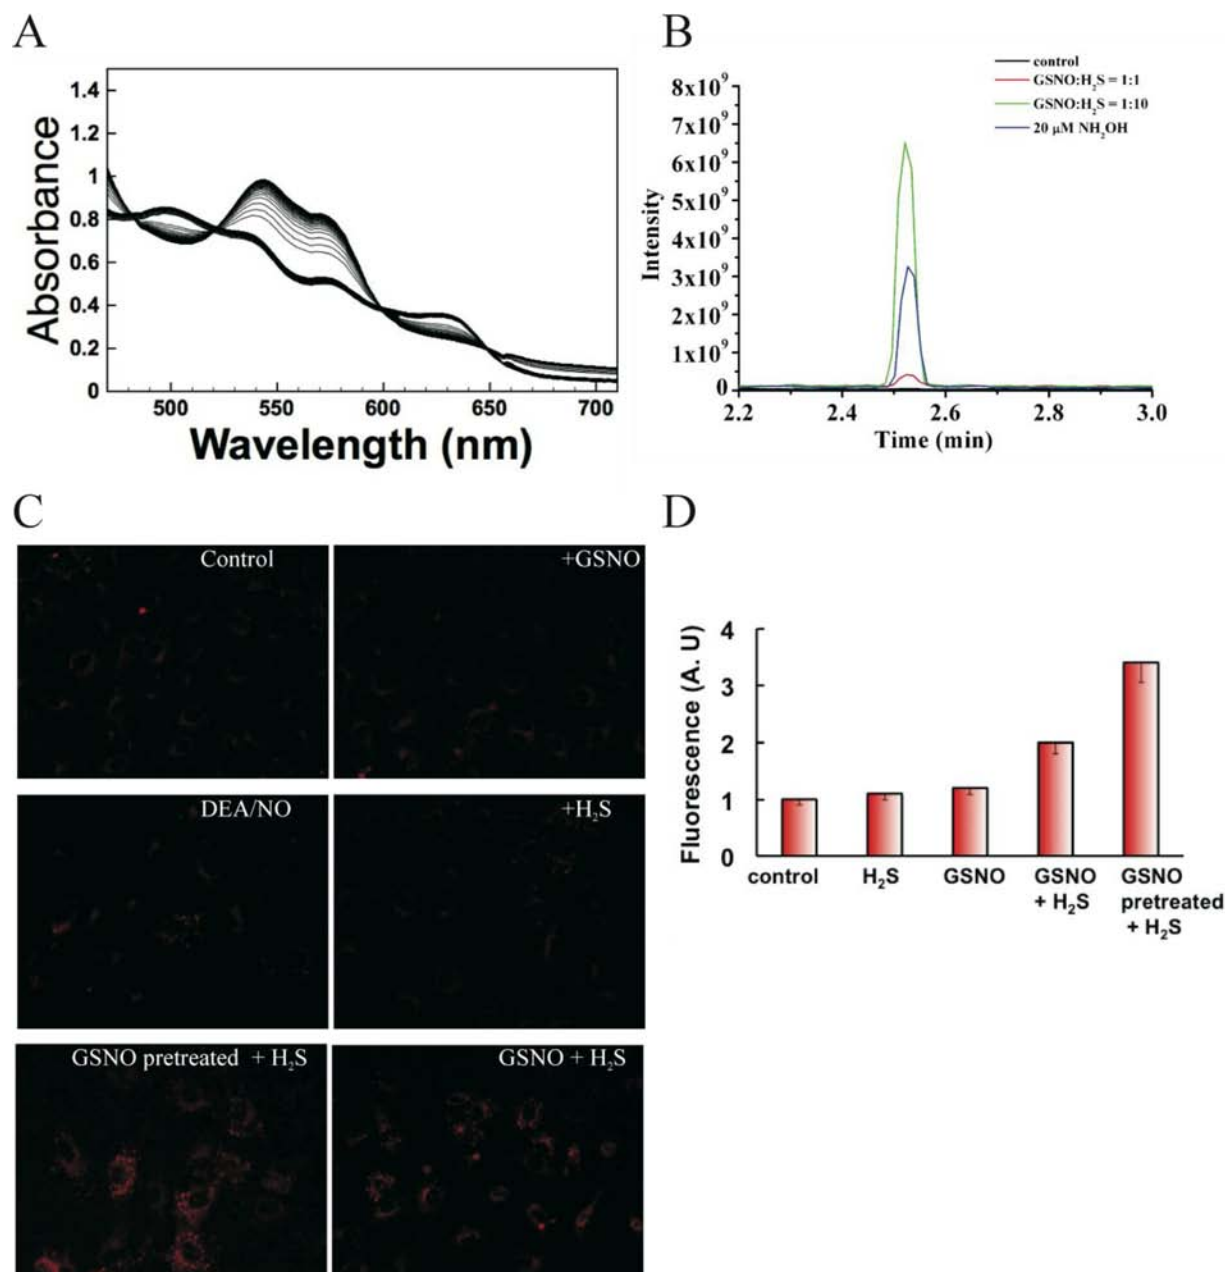 A
Absorbance
1.4
1.2
1
0.8
0.6
0.4
0.2
0
500
550
600
650
700
Wavelength (nm)
B
control
GSNO:H₂S = 1:1
GSNO:H₂S = 1:10
20 μM NH₂OH
Intensity
8x10⁹
7x10⁹
6x10⁹
5x10⁹
4x10⁹
3x10⁹
2x10⁹
1x10⁹
0
2.2
2.4
2.6
2.8
3.0
Time (min)
C
Control
+GSNO
DEA/NO
+H₂S
GSNO pretreated + H₂S
GSNO + H₂S
D
Fluorescence (A. U)
4
3
2
1
0
control
H₂S
GSNO
GSNO
+ H₂S
GSNO
pretreated
+ H₂S